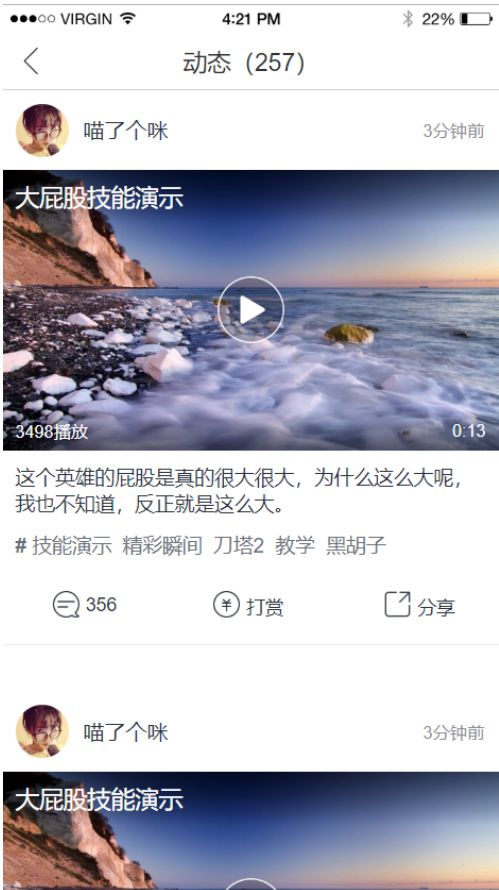 VIRGIN
4:21 PM
22%
动态（257）
喵了个咪
3分钟前
大屁股技能演示
3498播放
0:13
这个英雄的屁股是真的很大很大，为什么这么大呢，
我也不知道，反正就是这么大。
# 技能演示 精彩瞬间 刀塔2 教学 黑胡子
356
打赏
分享
喵了个咪
3分钟前
大屁股技能演示